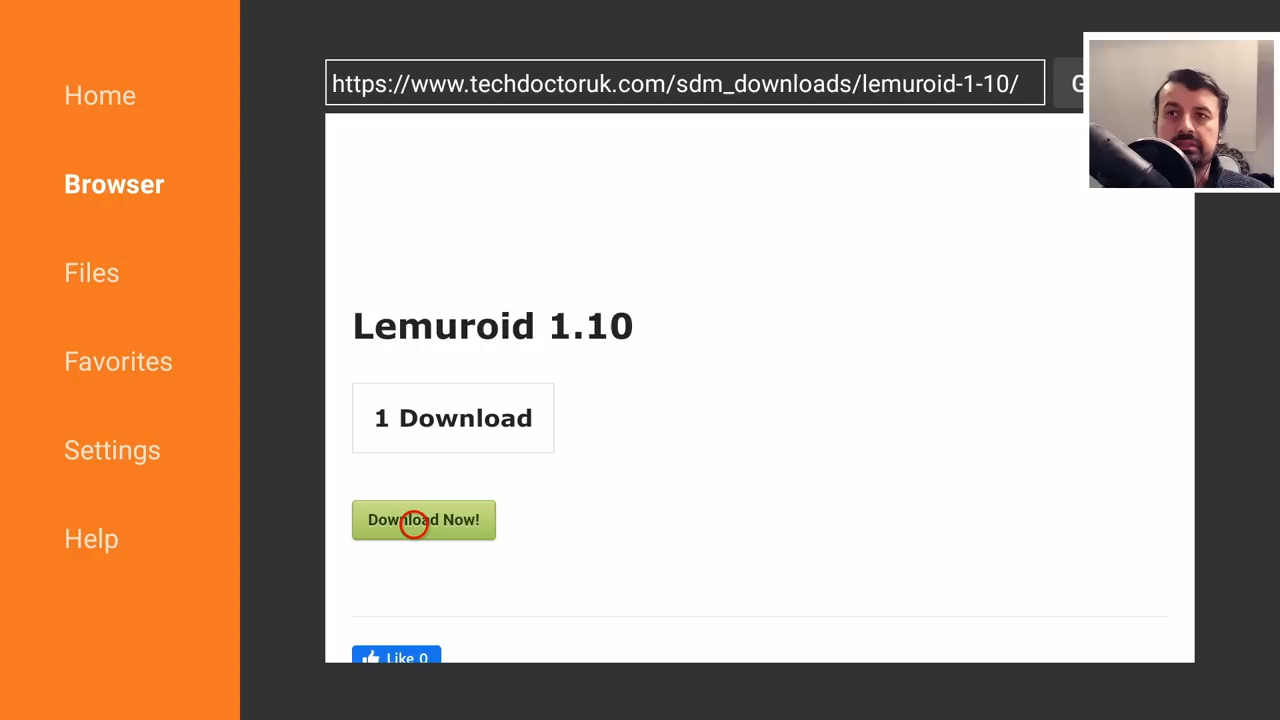 Home
Browser
Files
Favorites
Settings
Help
https://www.techdoctoruk.com/sdm_downloads/lemuroid-1-10/
G
Lemuroid 1.10
1 Download
Download Now!
Like 0